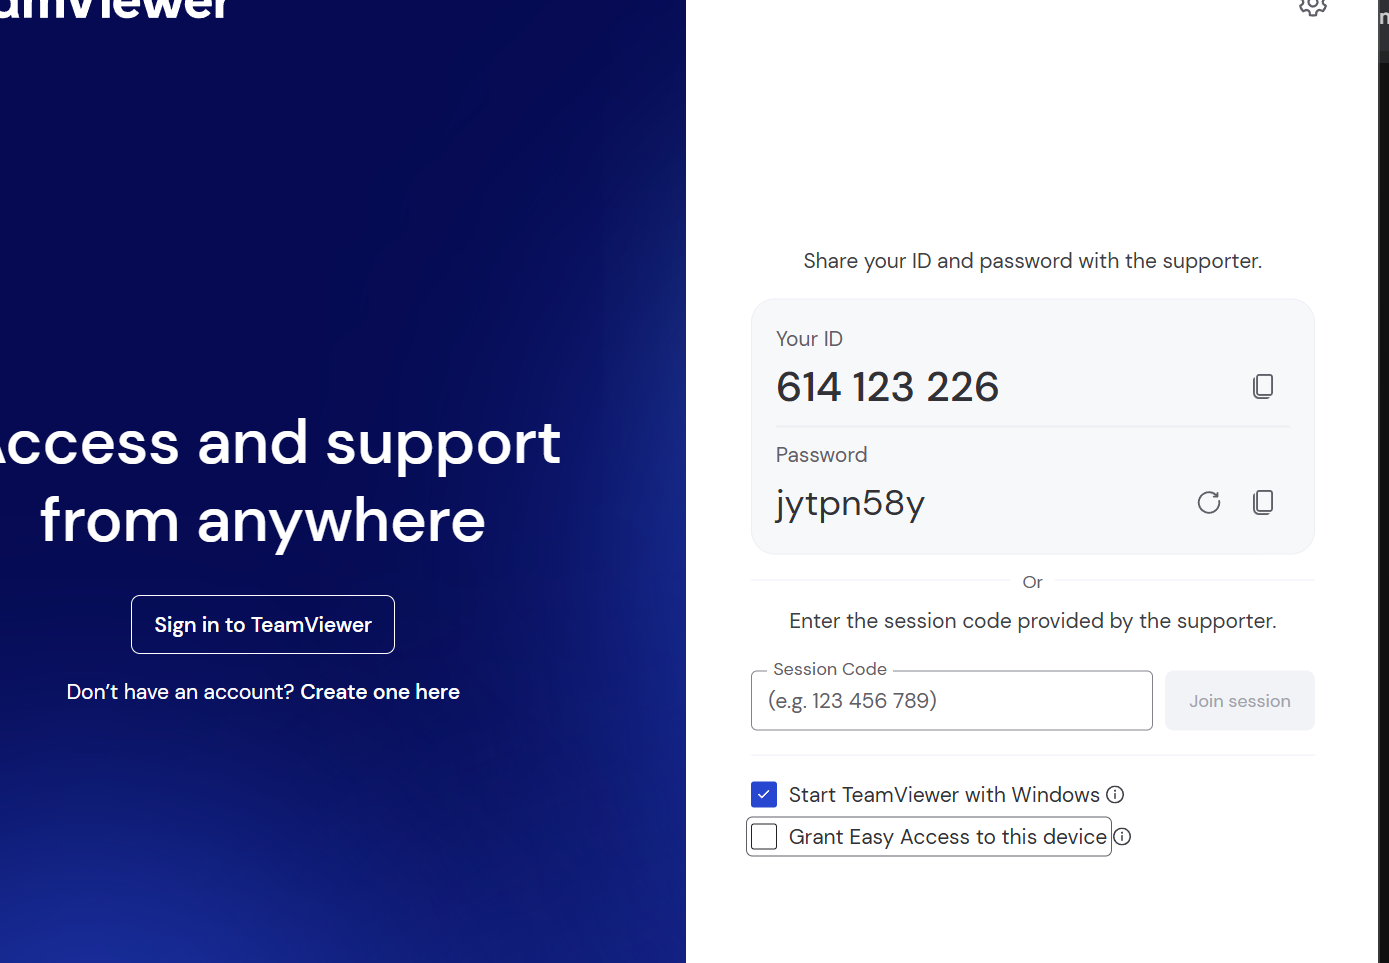 Share your ID and password with the supporter.
Your ID
614 123 226
Password
jytpn58y
Or
Enter the session code provided by the supporter.
Session Code
(e.g. 123 456 789)
Join session
Start TeamViewer with Windows
Grant Easy Access to this device
amViewer
Access and support
from anywhere
Sign in to TeamViewer
Don’t have an account? Create one here